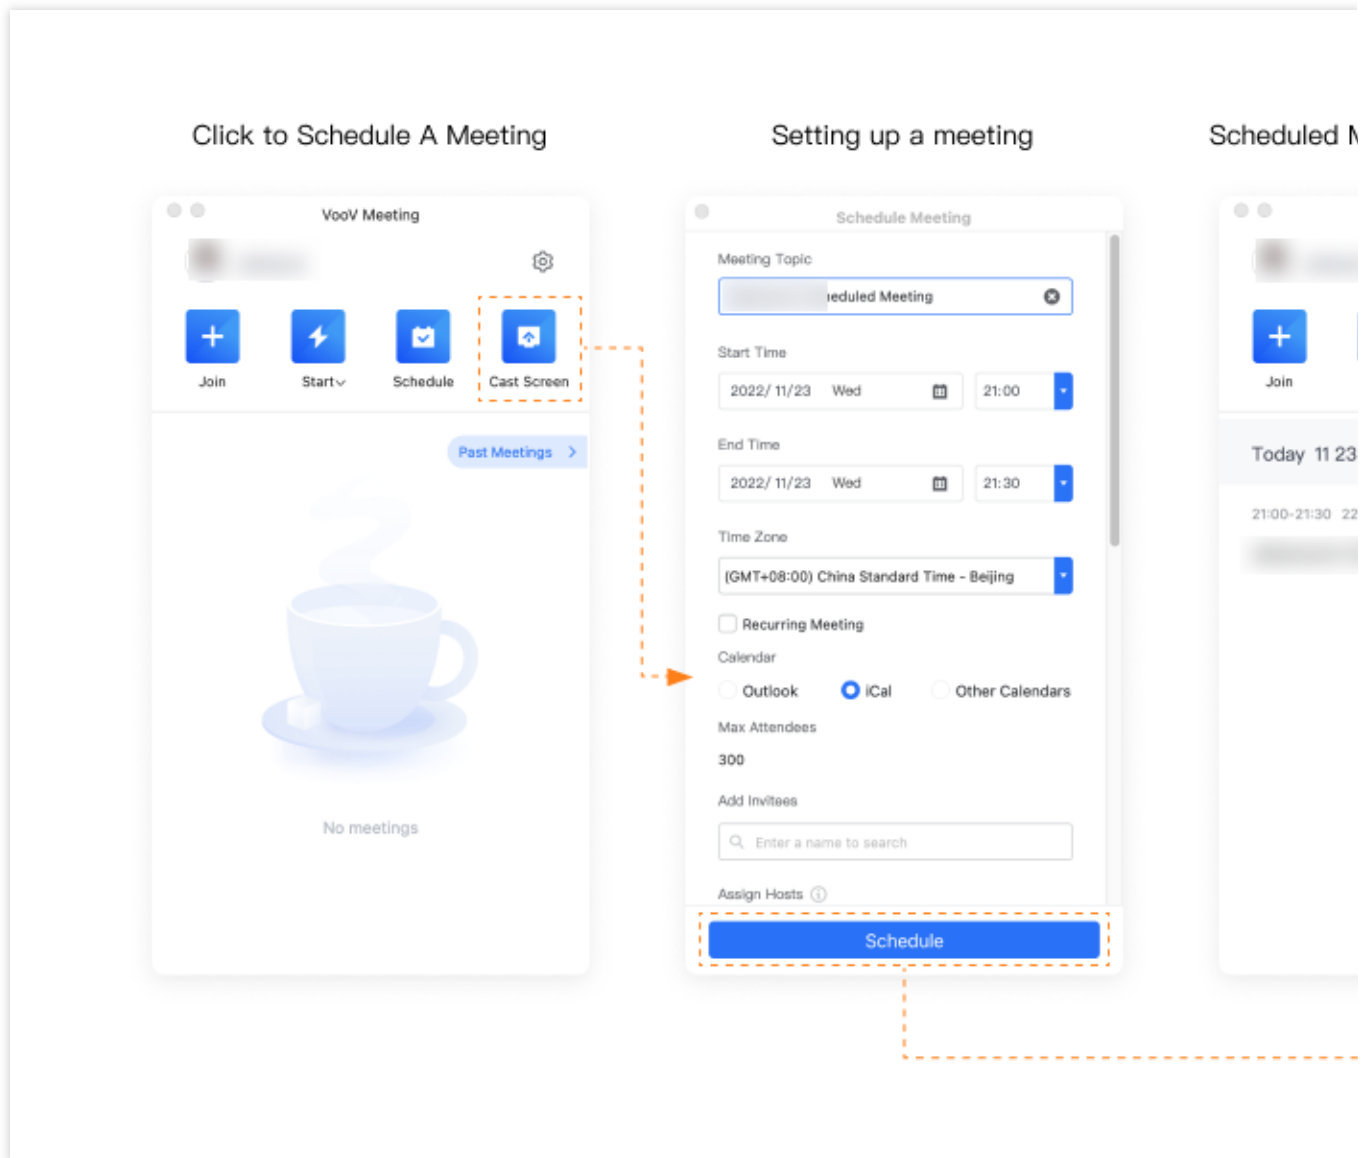 Click to Schedule A Meeting
VooV Meeting
Join
Start
Schedule
Cast Screen
Past Meetings
No meetings
Setting up a meeting
Schedule Meeting
Meeting Topic
eduled Meeting
Start Time
2022/ 11/23 Wed 21:00
End Time
2022/ 11/23 Wed 21:30
Time Zone
(GMT+08:00) China Standard Time - Beijing
Recurring Meeting
Calendar
Outlook iCal Other Calendars
Max Attendees
300
Add Invitees
Enter a name to search
Assign Hosts
Schedule
Scheduled M
Join
Today 11 23
21:00-21:30 22